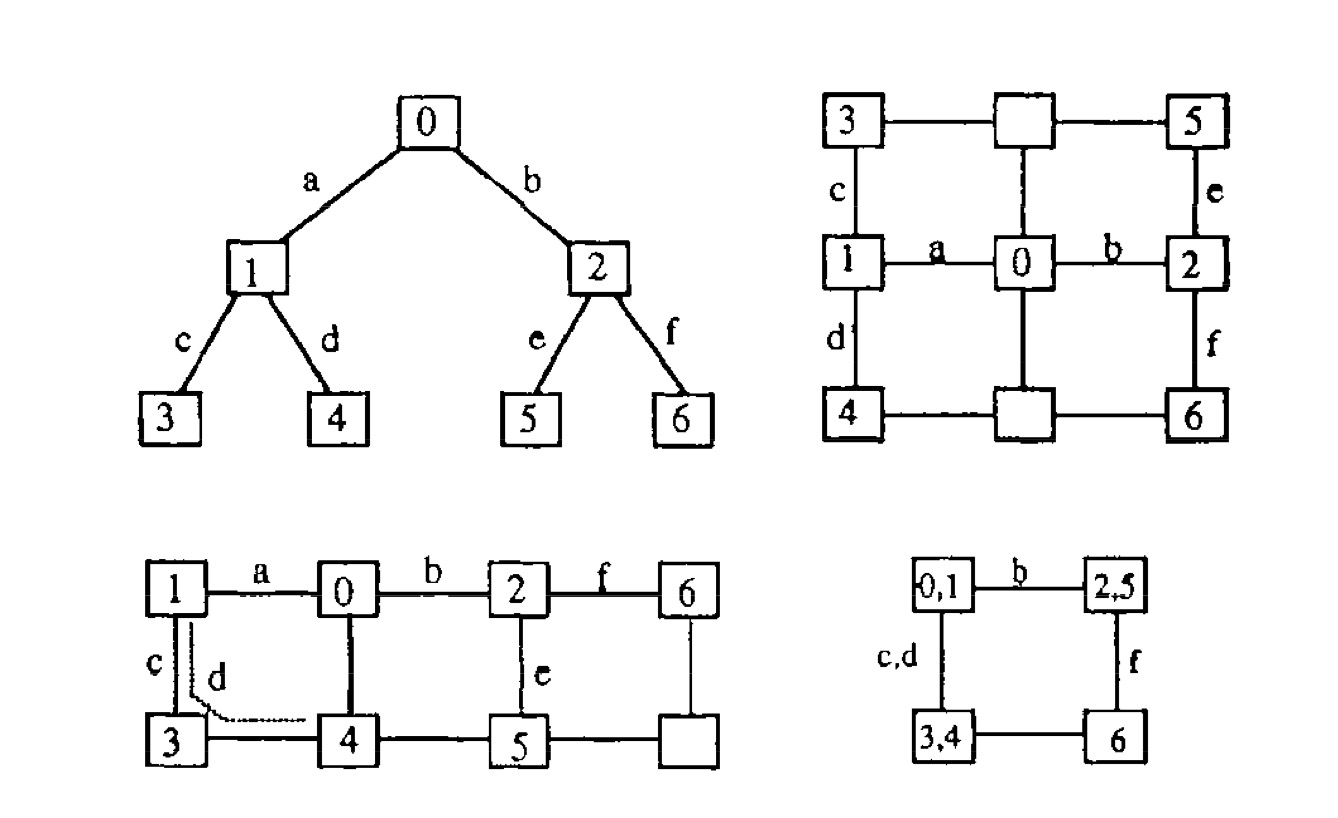 0
a b
1 2
c d e f
3 4 5 6
3 5
c e
1 a 0 b 2
d f
4 6
1 a 0 b 2 f 6
c d e
3 4 5
0,1 b 2,5
c,d f
3,4 6